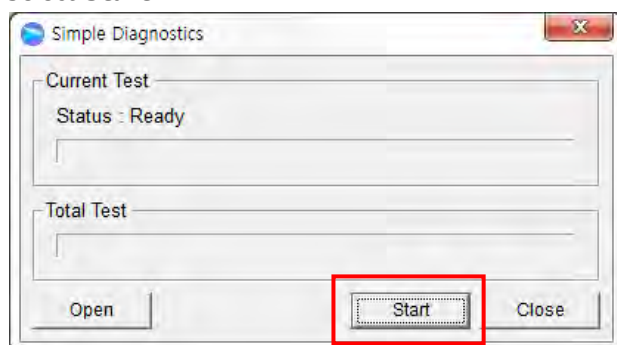 Simple Diagnostics
Current Test
Status : Ready
Total Test
Open Start Close